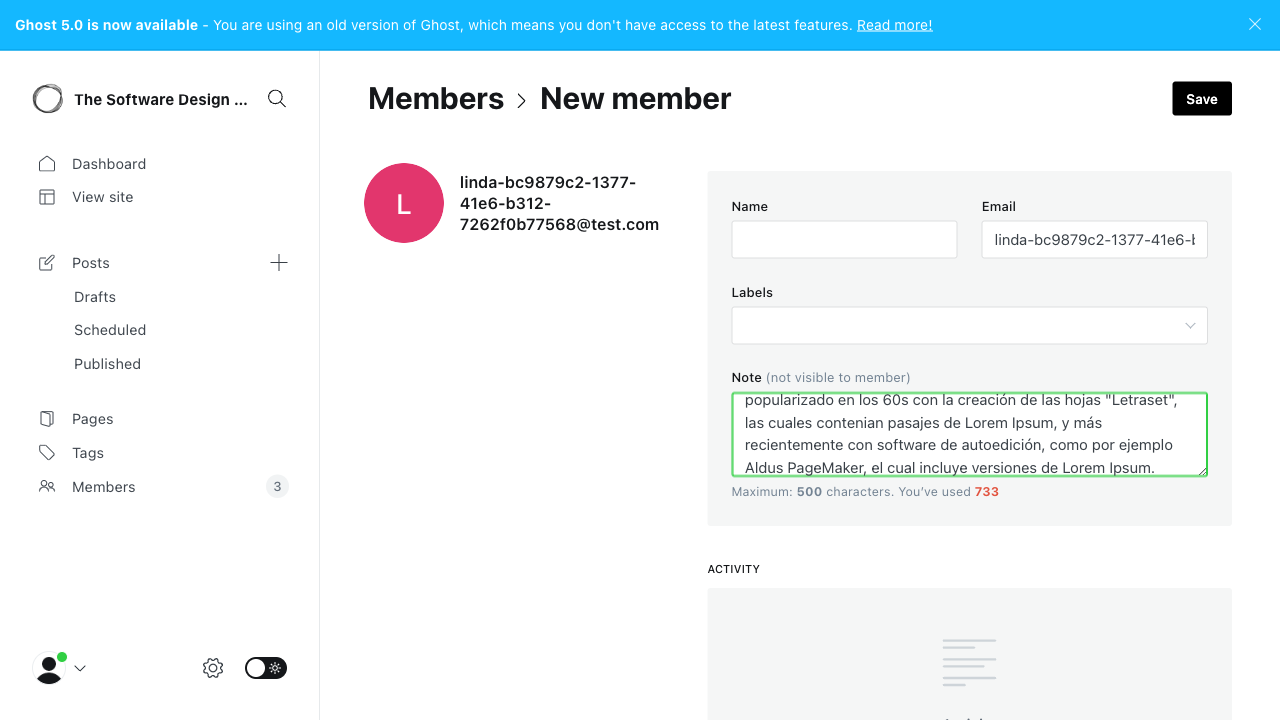 Ghost 5.0 is now available - You are using an old version of Ghost, which means you don't have access to the latest features. Read more!
The Software Design ...
Dashboard
View site
Posts
Drafts
Scheduled
Published
Pages
Tags
Members
3
Members > New member
Save
L
linda-bc9879c2-1377-
41e6-b312-
7262f0b77568@test.com
Name
Email
linda-bc9879c2-1377-41e6-b
Labels
Note (not visible to member)
popularizado en los 60s con la creación de las hojas "Letraset",
las cuales contenian pasajes de Lorem Ipsum, y más
recientemente con software de autoedición, como por ejemplo
Aldus PageMaker, el cual incluye versiones de Lorem Ipsum.
Maximum: 500 characters. You've used 733
ACTIVITY